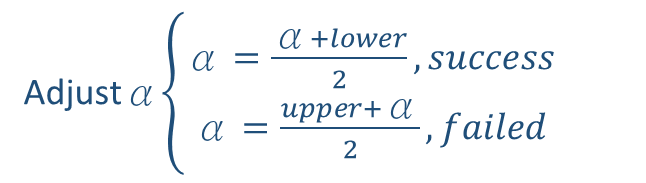 α = α +lower / 2 , success
Adjust α {
α = upper+ α / 2 , failed